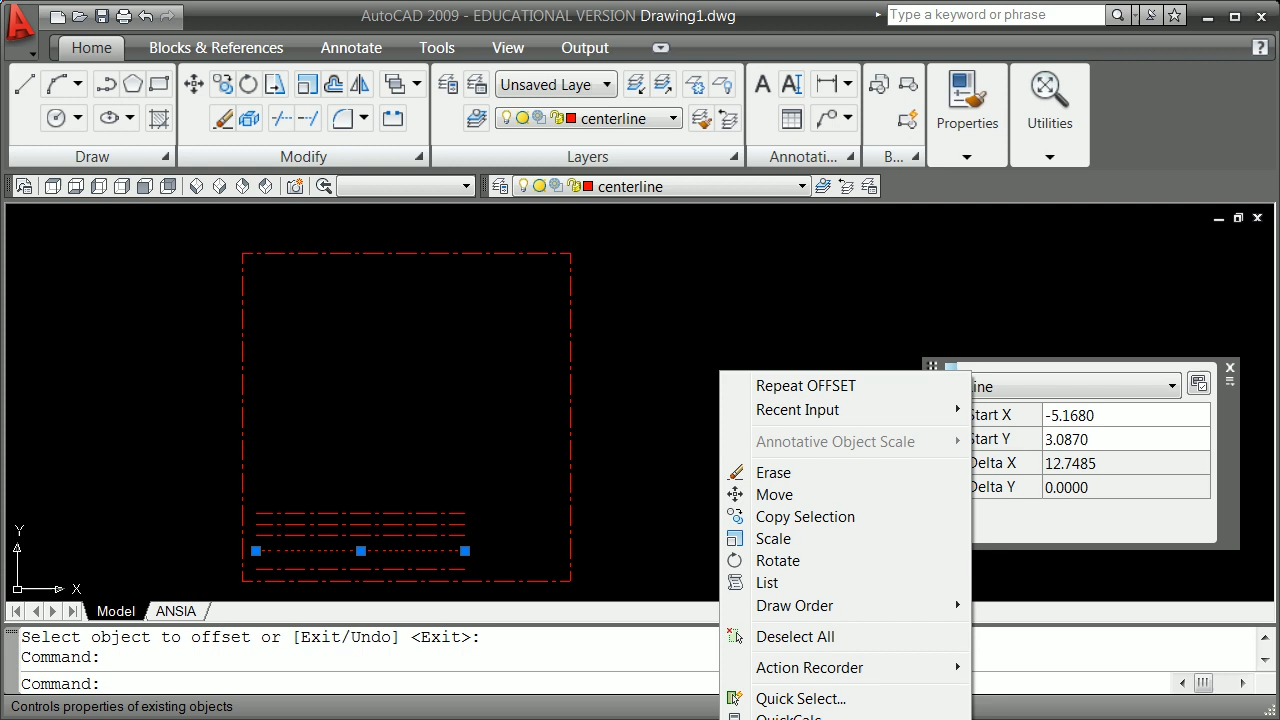 AutoCAD 2009 - EDUCATIONAL VERSION Drawing1.dwg
Type a keyword or phrase
Home Blocks & References Annotate Tools View Output
Unsaved Laye
centerline
Properties
Utilities
Draw Modify Layers Annotati... B...
centerline
Repeat OFFSET
Recent Input
Annotative Object Scale
Erase
Move
Copy Selection
Scale
Rotate
List
Draw Order
Deselect All
Action Recorder
Quick Select...
QuickCalc
ine
Start X -5.1680
Start Y 3.0870
Delta X 12.7485
Delta Y 0.0000
Y
X
Model ANSIA
Select object to offset or [Exit/Undo] <Exit>:
Command:
Command:
Controls properties of existing objects